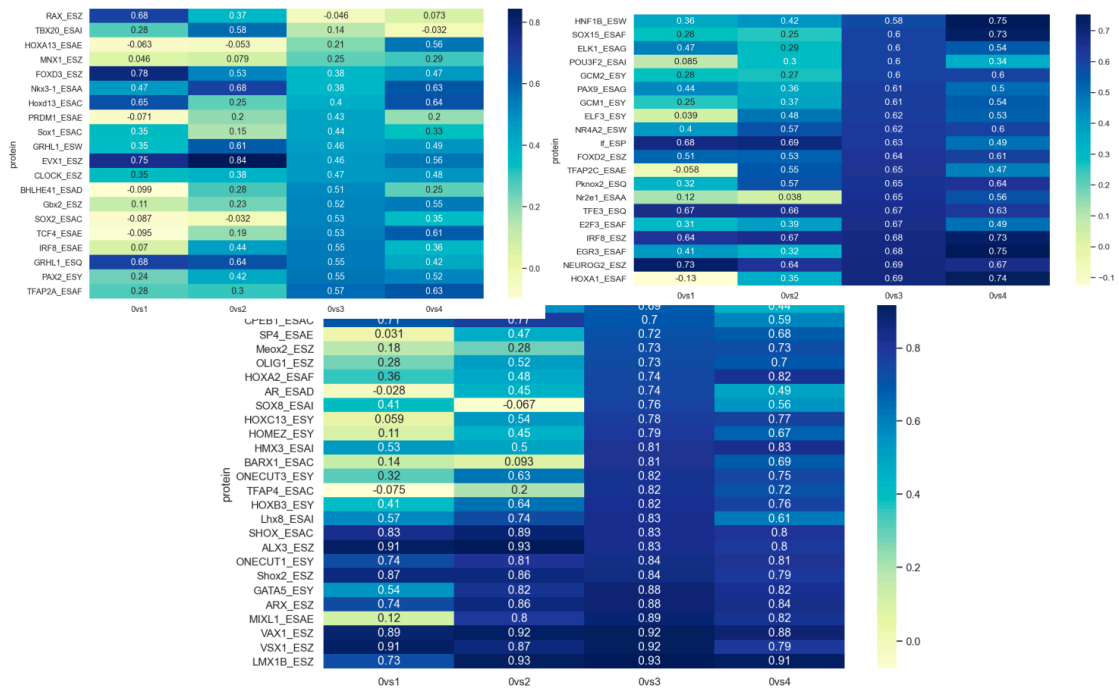 RAX_ESZ 0.68 0.37 -0.046 0.073
TBX20_ESAI 0.28 0.58 0.14 -0.032
HOXA13_ESAE -0.063 -0.053 0.21 0.56
MNX1_ESZ 0.046 0.079 0.25 0.29
FOXD3_ESZ 0.78 0.53 0.38 0.47
Nkx3-1_ESAA 0.47 0.68 0.38 0.63
Hoxd13_ESAC 0.65 0.25 0.4 0.64
PRDM1_ESAE -0.071 0.2 0.43 0.2
Sox1_ESAC 0.35 0.15 0.44 0.33
GRHL1_ESW 0.35 0.61 0.46 0.49
EVX1_ESZ 0.75 0.84 0.46 0.56
CLOCK_ESZ 0.35 0.38 0.47 0.48
BHLHE41_ESAD -0.099 0.28 0.51 0.25
Gbx2_ESZ 0.11 0.23 0.52 0.55
SOX2_ESAC -0.087 -0.032 0.53 0.35
TCF4_ESAE -0.095 0.19 0.53 0.61
IRF8_ESAE 0.07 0.44 0.55 0.36
GRHL1_ESQ 0.68 0.64 0.55 0.42
PAX2_ESY 0.24 0.42 0.55 0.52
TFAP2A_ESAF 0.28 0.3 0.57 0.63
0vs1 0vs2 0vs3 0vs4
protein
0.8
0.6
0.4
0.2
0.0
HNF1B_ESW 0.36 0.42 0.58 0.75
SOX15_ESAF 0.28 0.25 0.6 0.73
ELK1_ESAG 0.47 0.29 0.6 0.54
POU3F2_ESAI 0.085 0.3 0.6 0.34
GCM2_ESY 0.28 0.27 0.6 0.6
PAX9_ESAG 0.44 0.36 0.61 0.5
GCM1_ESY 0.25 0.37 0.61 0.54
ELF3_ESY 0.039 0.48 0.62 0.53
NR4A2_ESW 0.4 0.57 0.62 0.6
If_ESP 0.68 0.69 0.63 0.49
FOXD2_ESZ 0.51 0.53 0.64 0.61
TFAP2C_ESAE -0.058 0.55 0.65 0.47
Pknox2_ESQ 0.32 0.57 0.65 0.64
Nr2e1_ESAA 0.12 0.038 0.65 0.56
TFE3_ESQ 0.67 0.66 0.67 0.63
E2F3_ESAF 0.31 0.39 0.67 0.49
IRF8_ESZ 0.64 0.67 0.68 0.73
EGR3_ESAF 0.41 0.32 0.68 0.75
NEUROG2_ESZ 0.73 0.64 0.69 0.67
HOXA1_ESAF -0.13 0.35 0.69 0.74
0vs1 0vs2 0vs3 0vs4
protein
0.7
0.6
0.5
0.4
0.3
0.2
0.1
0.0
-0.1
0.69 0.44
CPEB1_ESAC 0.71 0.77 0.7 0.59
SP4_ESAE 0.031 0.47 0.72 0.68
Meox2_ESZ 0.18 0.28 0.73 0.73
OLIG1_ESZ 0.28 0.52 0.73 0.7
HOXA2_ESAF 0.36 0.48 0.74 0.82
AR_ESAD -0.028 0.45 0.74 0.49
SOX8_ESAI 0.41 -0.067 0.76 0.56
HOXC13_ESY 0.059 0.54 0.78 0.77
HOMEZ_ESY 0.11 0.45 0.79 0.67
HMX3_ESAI 0.53 0.5 0.81 0.83
BARX1_ESAC 0.14 0.093 0.81 0.69
ONECUT3_ESY 0.32 0.63 0.82 0.75
TFAP4_ESAC -0.075 0.2 0.82 0.72
HOXB3_ESY 0.41 0.64 0.82 0.76
Lhx8_ESAI 0.57 0.74 0.83 0.61
SHOX_ESAC 0.83 0.89 0.83 0.8
ALX3_ESZ 0.91 0.93 0.83 0.8
ONECUT1_ESY 0.74 0.81 0.84 0.81
Shox2_ESZ 0.87 0.86 0.84 0.79
GATA5_ESY 0.54 0.82 0.88 0.82
ARX_ESZ 0.74 0.86 0.88 0.84
MIXL1_ESAE 0.12 0.8 0.89 0.82
VAX1_ESZ 0.89 0.92 0.92 0.88
VSX1_ESZ 0.91 0.87 0.92 0.79
LMX1B_ESZ 0.73 0.93 0.93 0.91
0vs1 0vs2 0vs3 0vs4
protein
0.8
0.6
0.4
0.2
0.0